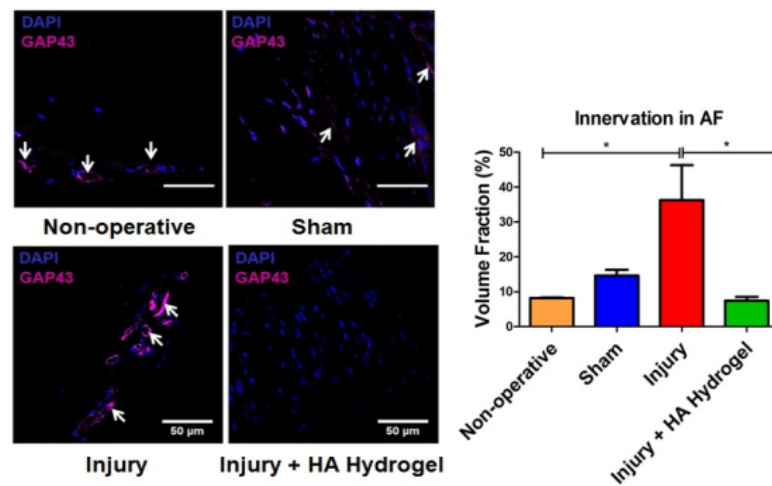 DAPI
GAP43
DAPI
GAP43
Non-operative
Sham
DAPI
GAP43
50 µm
DAPI
GAP43
50 µm
Injury
Injury + HA Hydrogel
Innervation in AF
*
*
Volume Fraction (%)
50
40
30
20
10
0
Non-operative
Sham
Injury
Injury + HA Hydrogel